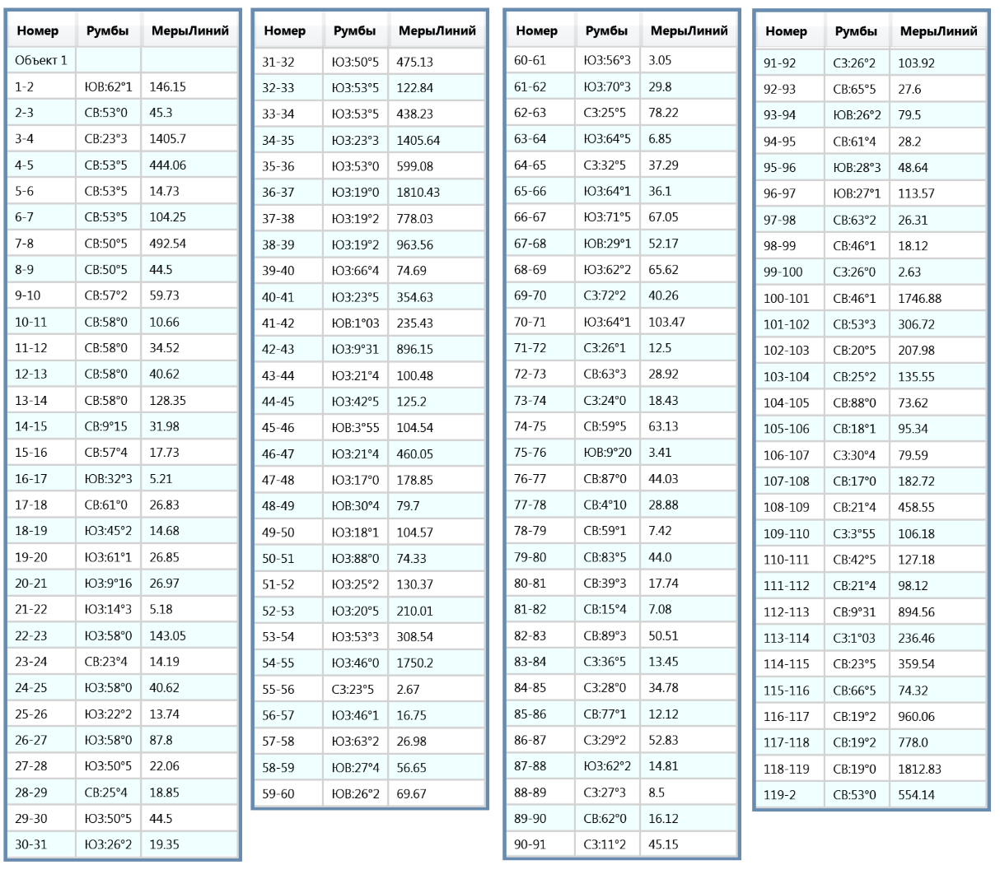 Номер Румбы МерыЛиний
Объект 1
1-2 ЮВ:62°1 146.15
2-3 СВ:53°0 45.3
3-4 СВ:23°3 1405.7
4-5 СВ:53°5 444.06
5-6 СВ:53°5 14.73
6-7 СВ:53°5 104.25
7-8 СВ:50°5 492.54
8-9 СВ:50°5 44.5
9-10 СВ:57°2 59.73
10-11 СВ:58°0 10.66
11-12 СВ:58°0 34.52
12-13 СВ:58°0 40.62
13-14 СВ:58°0 128.35
14-15 СВ:9°15 31.98
15-16 СВ:57°4 17.73
16-17 ЮВ:32°3 5.21
17-18 СВ:61°0 26.83
18-19 ЮЗ:45°2 14.68
19-20 ЮЗ:61°1 26.85
20-21 ЮЗ:9°16 26.97
21-22 ЮЗ:14°3 5.18
22-23 ЮЗ:58°0 143.05
23-24 СВ:23°4 14.19
24-25 ЮЗ:58°0 40.62
25-26 ЮЗ:22°2 13.74
26-27 ЮЗ:58°0 87.8
27-28 ЮЗ:50°5 22.06
28-29 СВ:25°4 18.85
29-30 ЮЗ:50°5 44.5
30-31 ЮЗ:26°2 19.35
Номер Румбы МерыЛиний
31-32 ЮЗ:50°5 475.13
32-33 ЮЗ:53°5 122.84
33-34 ЮЗ:53°5 438.23
34-35 ЮЗ:23°3 1405.64
35-36 ЮЗ:53°0 599.08
36-37 ЮЗ:19°0 1810.43
37-38 ЮЗ:19°2 778.03
38-39 ЮЗ:19°2 963.56
39-40 ЮЗ:66°4 74.69
40-41 ЮЗ:23°5 354.63
41-42 ЮВ:1°03 235.43
42-43 ЮЗ:9°31 896.15
43-44 ЮЗ:21°4 100.48
44-45 ЮЗ:42°5 125.2
45-46 ЮВ:3°55 104.54
46-47 ЮЗ:21°4 460.05
47-48 ЮЗ:17°0 178.85
48-49 ЮВ:30°4 79.7
49-50 ЮЗ:18°1 104.57
50-51 ЮЗ:88°0 74.33
51-52 ЮЗ:25°2 130.37
52-53 ЮЗ:20°5 210.01
53-54 ЮЗ:53°3 308.54
54-55 ЮЗ:46°0 1750.2
55-56 СЗ:23°5 2.67
56-57 ЮЗ:46°1 16.75
57-58 ЮЗ:63°2 26.98
58-59 ЮВ:27°4 56.65
59-60 ЮВ:26°2 69.67
Номер Румбы МерыЛиний
60-61 ЮЗ:56°3 3.05
61-62 ЮЗ:70°3 29.8
62-63 СЗ:25°5 78.22
63-64 ЮЗ:64°5 6.85
64-65 СЗ:32°5 37.29
65-66 ЮЗ:64°1 36.1
66-67 ЮЗ:71°5 67.05
67-68 ЮВ:29°1 52.17
68-69 ЮЗ:62°2 65.62
69-70 СЗ:72°2 40.26
70-71 ЮЗ:64°1 103.47
71-72 СЗ:26°1 12.5
72-73 СВ:63°3 28.92
73-74 СЗ:24°0 18.43
74-75 СВ:59°5 63.13
75-76 ЮВ:9°20 3.41
76-77 СВ:87°0 44.03
77-78 СВ:4°10 28.88
78-79 СВ:59°1 7.42
79-80 СВ:83°5 44.0
80-81 СВ:39°3 17.74
81-82 СВ:15°4 7.08
82-83 СВ:89°3 50.51
83-84 СЗ:36°5 13.45
84-85 СЗ:28°0 34.78
85-86 СВ:77°1 12.12
86-87 СЗ:29°2 52.83
87-88 ЮЗ:62°2 14.81
88-89 СЗ:27°3 8.5
89-90 СВ:62°0 16.12
90-91 СЗ:11°2 45.15
Номер Румбы МерыЛиний
91-92 СЗ:26°2 103.92
92-93 СВ:65°5 27.6
93-94 ЮВ:26°2 79.5
94-95 СВ:61°4 28.2
95-96 ЮВ:28°3 48.64
96-97 ЮВ:27°1 113.57
97-98 СВ:63°2 26.31
98-99 СВ:46°1 18.12
99-100 СЗ:26°0 2.63
100-101 СВ:46°1 1746.88
101-102 СВ:53°3 306.72
102-103 СВ:20°5 207.98
103-104 СВ:25°2 135.55
104-105 СВ:88°0 73.62
105-106 СВ:18°1 95.34
106-107 СЗ:30°4 79.59
107-108 СВ:17°0 182.72
108-109 СВ:21°4 458.55
109-110 СЗ:3°55 106.18
110-111 СВ:42°5 127.18
111-112 СВ:21°4 98.12
112-113 СВ:9°31 894.56
113-114 СЗ:1°03 236.46
114-115 СВ:23°5 359.54
115-116 СВ:66°5 74.32
116-117 СВ:19°2 960.06
117-118 СВ:19°2 778.0
118-119 СВ:19°0 1812.83
119-2 СВ:53°0 554.14